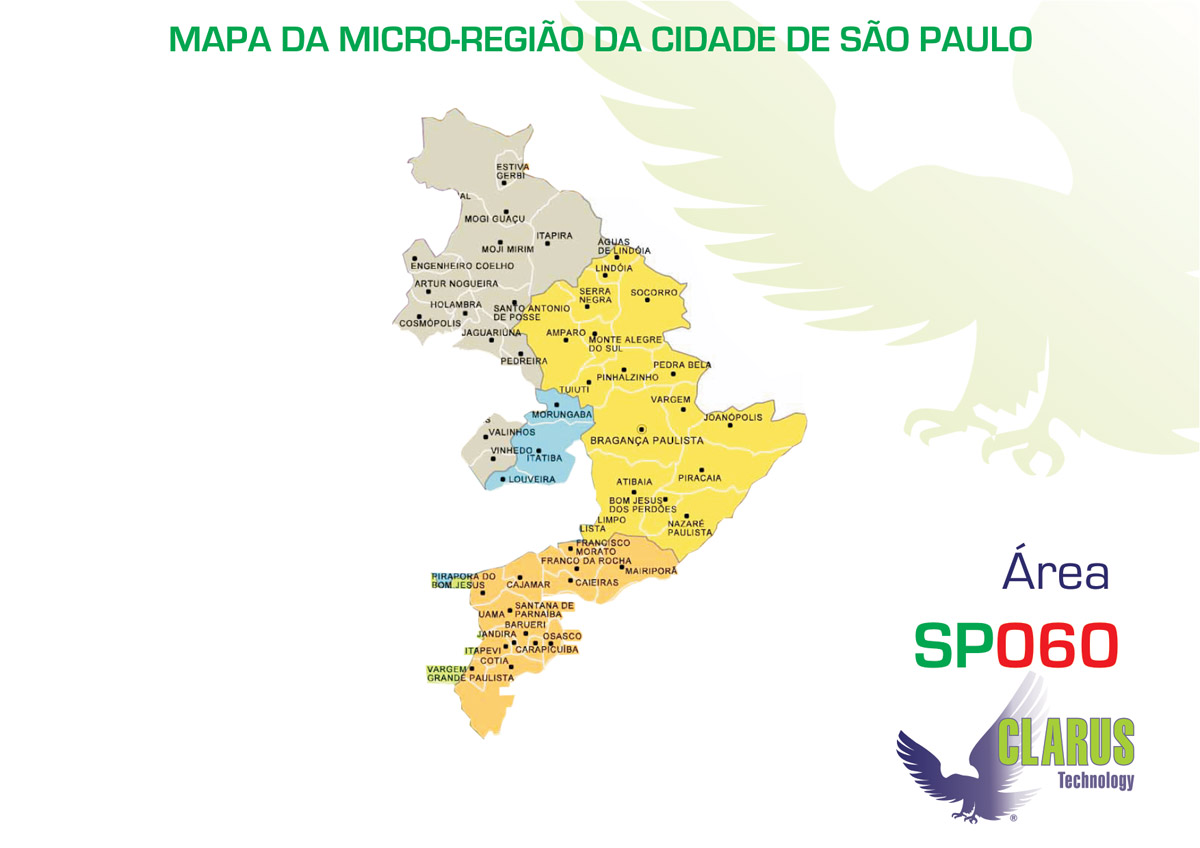 MAPA DA MICRO-REGIÃO DA CIDADE DE SÃO PAULO
ESTIVA
GERBI
AL
MOGI GUAÇU
ITAPIRA
MOJI MIRIM
ÁGUAS
DE LINDÓIA
ENGENHEIRO COELHO
LINDÓIA
ARTUR NOGUEIRA
SERRA
NEGRA
SOCORRO
HOLAMBRA
SANTO ANTONIO
DE POSSE
COSMÓPOLIS
JAGUARIÚNA
AMPARO
MONTE ALEGRE
DO SUL
PEDREIRA
PEDRA BELA
PINHALZINHO
TUIUTI
VARGEM
MORUNGABA
JOANÓPOLIS
S
VALINHOS
BRAGANÇA PAULISTA
VINHEDO
ITATIBA
LOUVEIRA
ATIBAIA
PIRACAIA
BOM JESUS
DOS PERDÕES
LIMPO
LISTA
NAZARÉ
PAULISTA
FRANCISCO
MORATO
FRANCO DA ROCHA
MAIRIPORÃ
PIRAPORA DO
BOM JESUS
CAJAMAR
CAIEIRAS
SANTANA DE
PARNAÍBA
UAMA
BARUERI
JANDIRA
OSASCO
ITAPEVI
CARAPICUÍBA
COTIA
VARGEM
GRANDE PAULISTA
Área
SP060
CLARUS
Technology
®